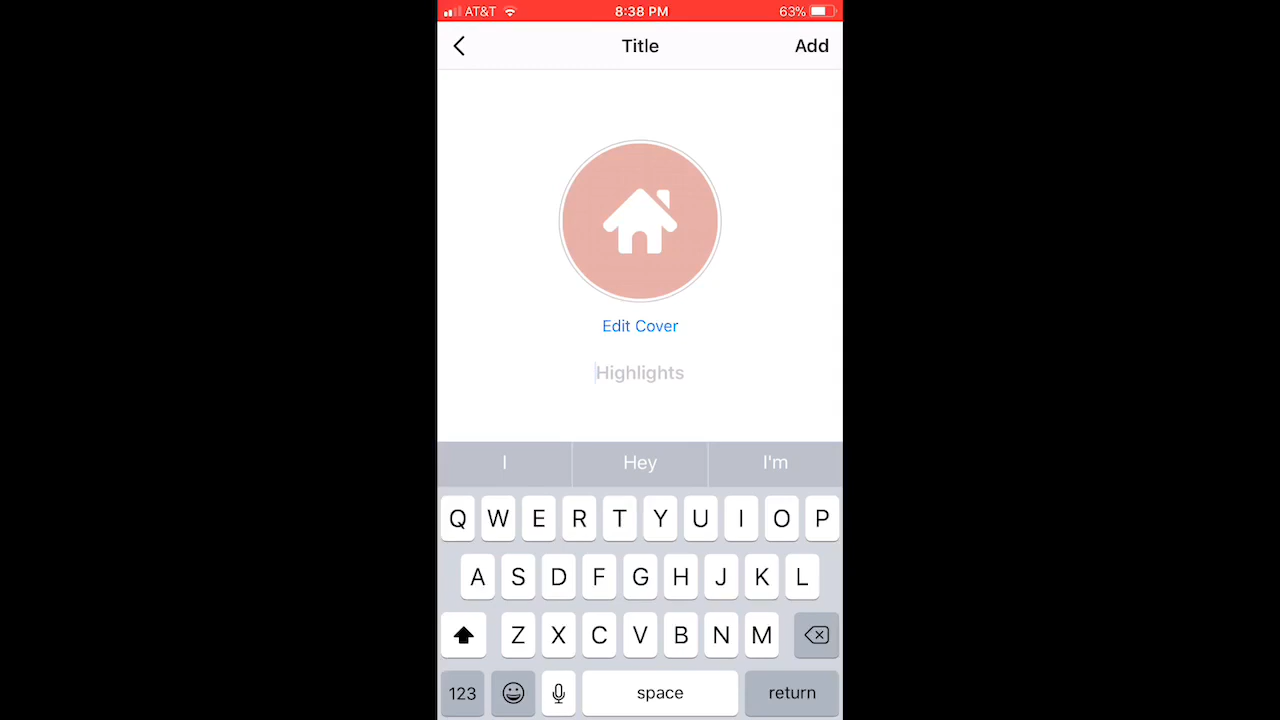 AT&T 8:38 PM 63%
Title Add
Edit Cover
Highlights
I Hey I'm
Q W E R T Y U I O P
A S D F G H J K L
Z X C V B N M
123 space return